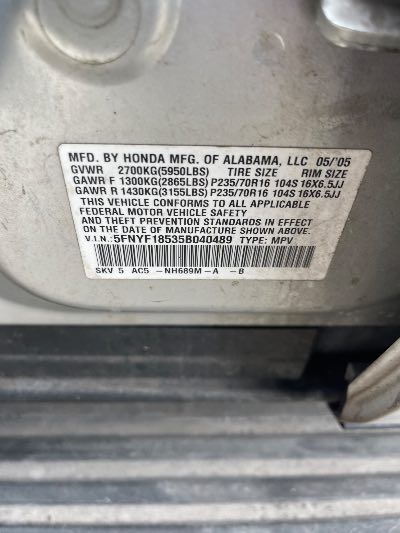 MFD. BY HONDA MFG. OF ALABAMA, LLC 05/'05
GVWR 2700KG(5950LBS) TIRE SIZE RIM SIZE
GAWR F 1300KG(2865LBS) P235/70R16 104S 16X6.5JJ
GAWR R 1430KG(3155LBS) P235/70R16 104S 16X6.5JJ
THIS VEHICLE CONFORMS TO ALL APPLICABLE
FEDERAL MOTOR VEHICLE SAFETY
AND THEFT PREVENTION STANDARDS IN EFFECT
ON THE DATE OF MANUFACTURE SHOWN ABOVE.
V.I.N.:5FNYF18535B040489 TYPE: MPV
SKV 5 AC5 -NH689M-A -B